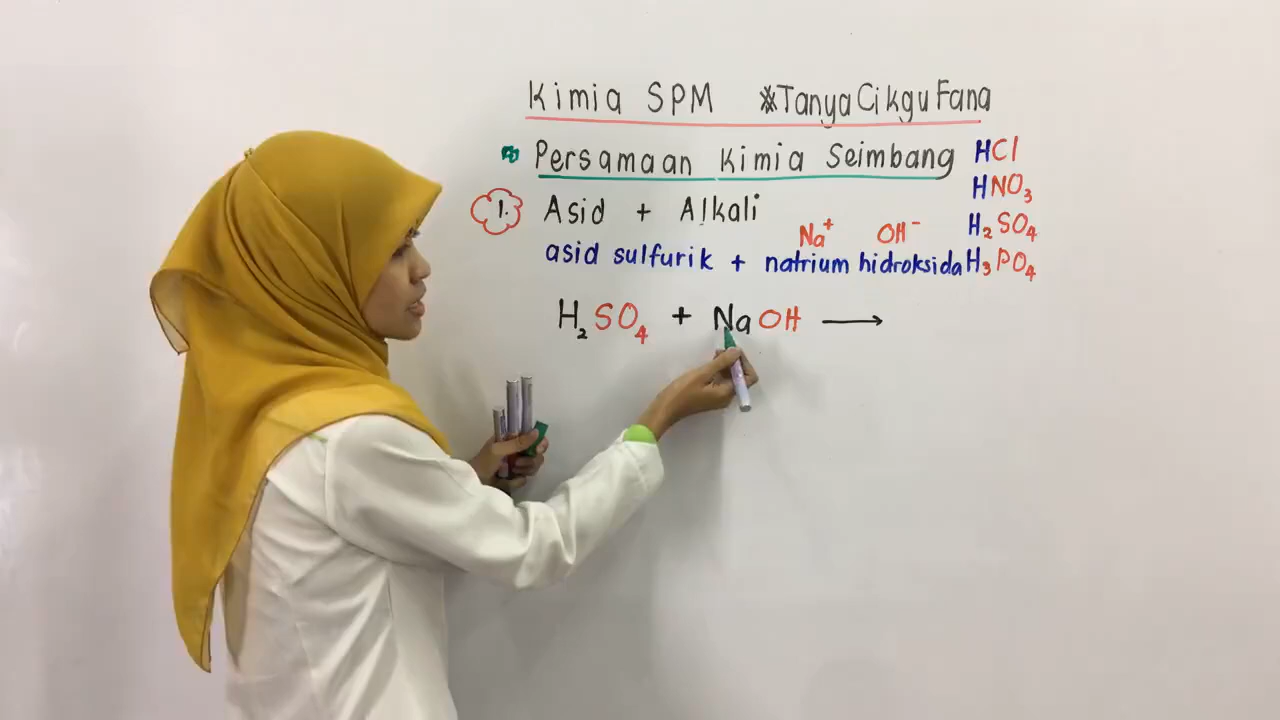 Kimia SPM *TanyaCikguFana
Persamaan Kimia Seimbang
1. Asid + Alkali
Na⁺ OH⁻
asid sulfurik + natrium hidroksida
H₂SO₄ + NaOH →
HCl
HNO₃
H₂SO₄
H₃PO₄